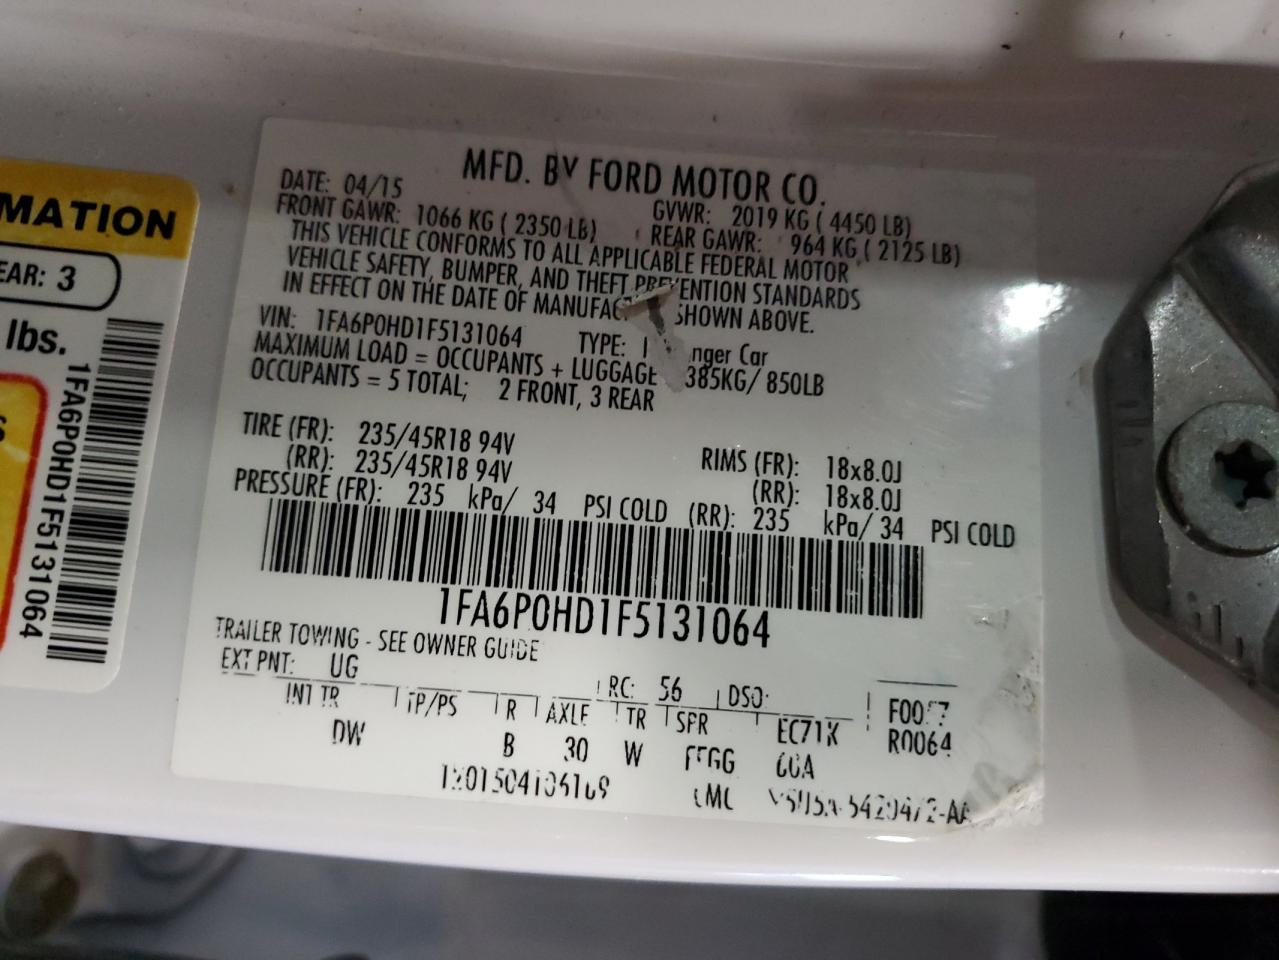 MATION
EAR: 3
lbs.
1FA6P0HD1F5131064
MFD. BY FORD MOTOR CO.
DATE: 04/15
GVWR: 2019 KG ( 4450 LB)
FRONT GAWR: 1066 KG ( 2350 LB)
REAR GAWR: 964 KG ( 2125 LB)
THIS VEHICLE CONFORMS TO ALL APPLICABLE FEDERAL MOTOR
VEHICLE SAFETY, BUMPER, AND THEFT PREVENTION STANDARDS
IN EFFECT ON THE DATE OF MANUFAC SHOWN ABOVE.
VIN: 1FA6P0HD1F5131064 TYPE: nger Car
MAXIMUM LOAD = OCCUPANTS + LUGGAGE 385KG/ 850LB
OCCUPANTS = 5 TOTAL; 2 FRONT, 3 REAR
TIRE (FR): 235/45R18 94V RIMS (FR): 18x8.0J
(RR): 235/45R18 94V (RR): 18x8.0J
PRESSURE (FR): 235 kPa/ 34 PSI COLD (RR): 235 kPa/ 34 PSI COLD
1FA6P0HD1F5131064
TRAILER TOWING - SEE OWNER GUIDE
EXT PNT: UG RC: 56 DSO:
INT TR TP/PS R AXLE TR SPR
DW B 30 W
R0064